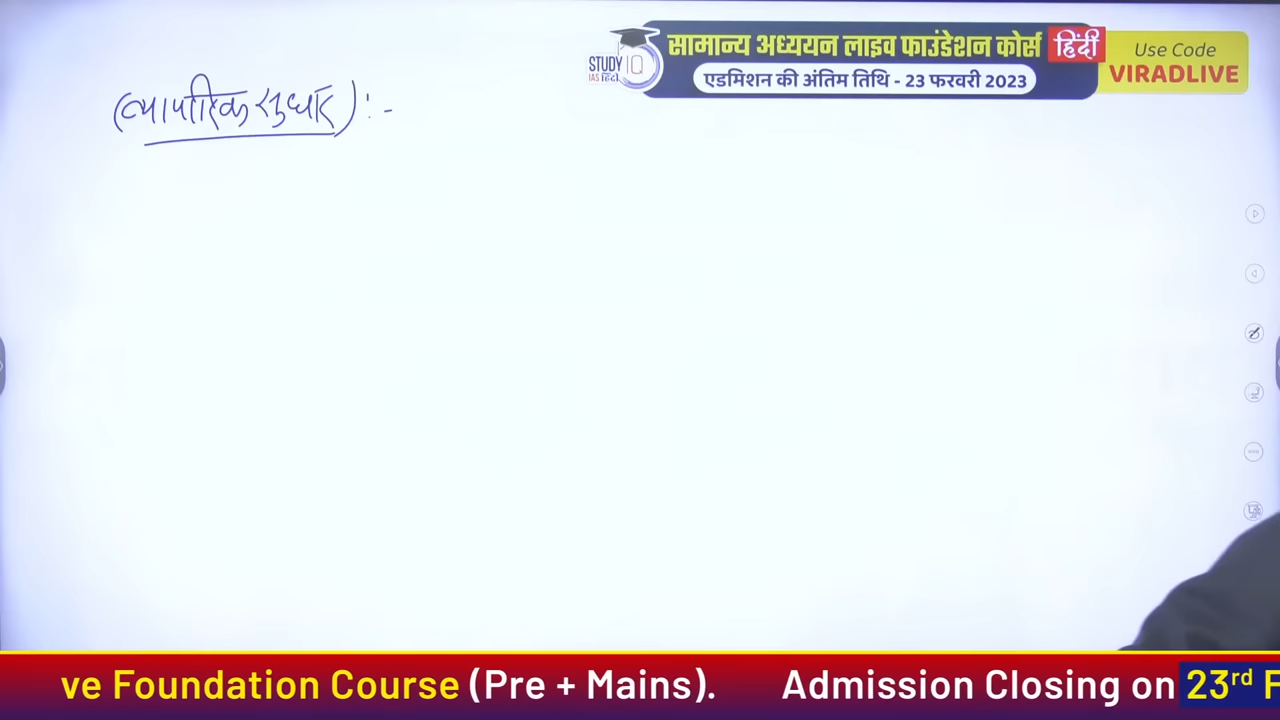 (व्यापारिक सुधार) :-
STUDY IQ
IAS हिंदी
सामान्य अध्ययन लाइव फाउंडेशन कोर्स हिंदी
एडमिशन की अंतिम तिथि - 23 फरवरी 2023
Use Code
VIRADLIVE
ve Foundation Course (Pre + Mains). Admission Closing on 23rd F